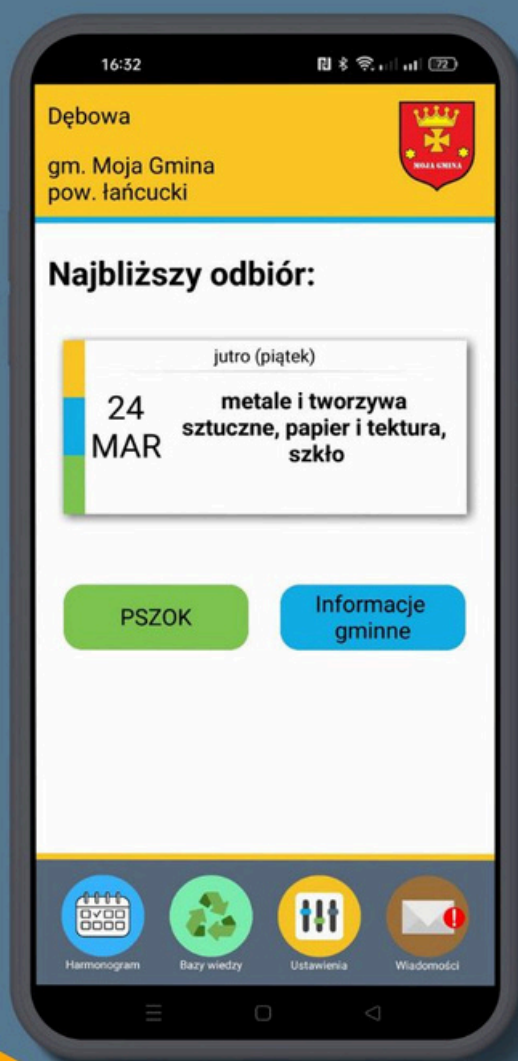 16:32
72
Dębowa
gm. Moja Gmina
pow. łańcucki
MOJA GMINA
Najbliższy odbiór:
jutro (piątek)
24
MAR
metale i tworzywa
sztuczne, papier i tektura,
szkło
PSZOK
Informacje
gminne
Harmonogram
Bazy wiedzy
Ustawienia
Wiadomości